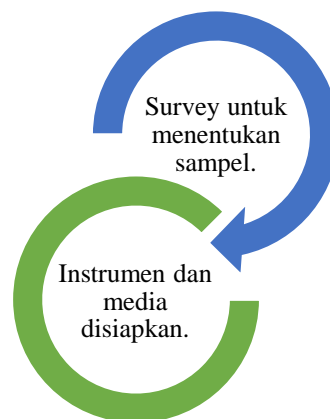 Survey untuk
menentukan
sampel.
Instrumen dan
media
disiapkan.